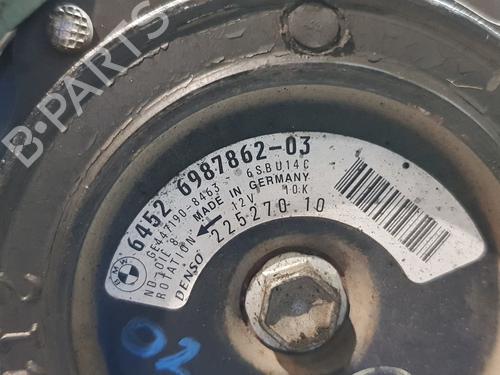 B-PARTS
BMW
6452 6987862-03
GE447190-8463 6SBU14C
MADE IN GERMANY
ND-OIL 8 12V 10.K
ROTATION
DENSO 225270 10
02